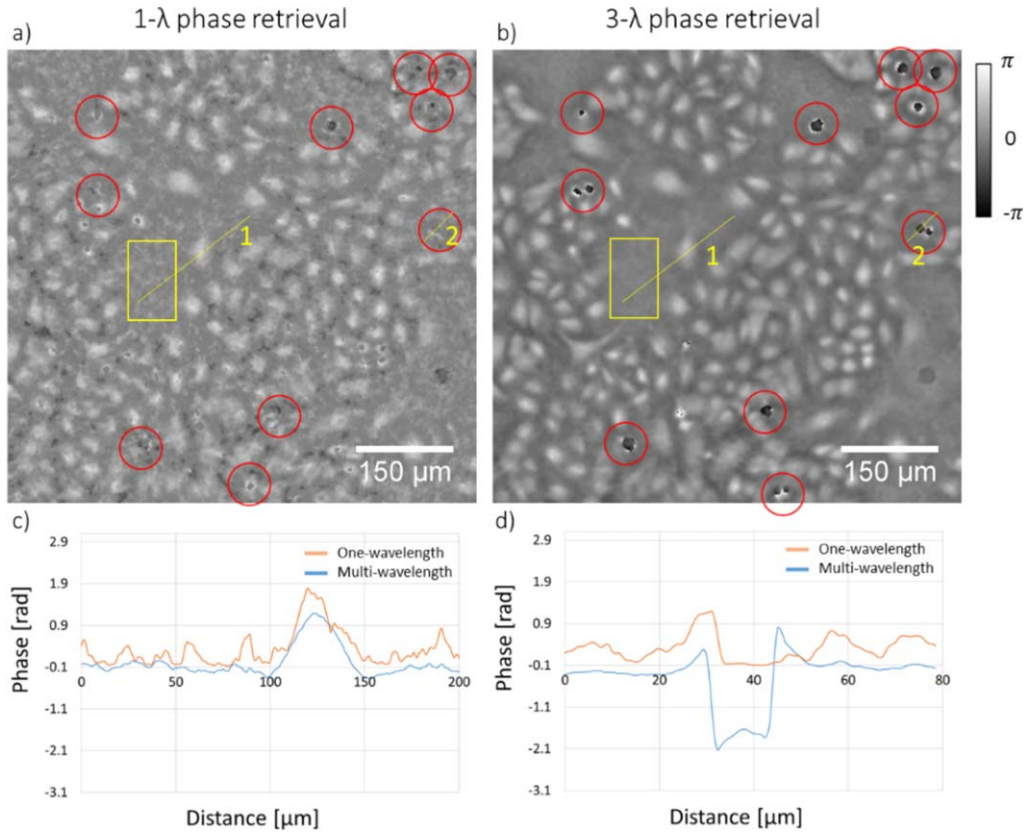 1-λ phase retrieval
3-λ phase retrieval
a)
b)
π
0
-π
1
2
1
2
150 μm
150 μm
c)
d)
2.9
1.9
0.9
-0.1
-1.1
-2.1
-3.1
Phase [rad]
One-wavelength
Multi-wavelength
0
50
100
150
200
Distance [μm]
2.9
1.9
0.9
-0.1
-1.1
-2.1
-3.1
Phase [rad]
One-wavelength
Multi-wavelength
0
20
40
60
80
Distance [μm]